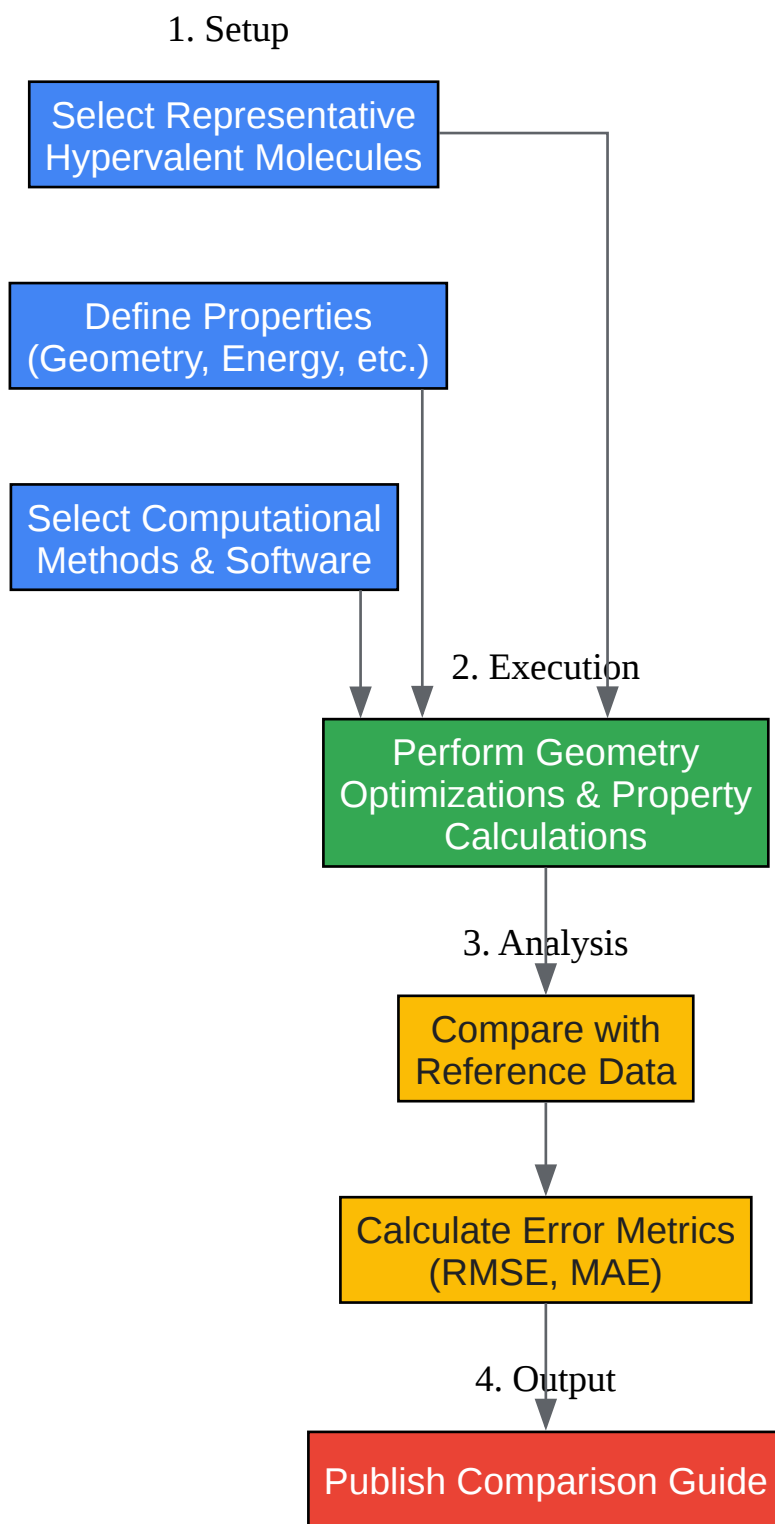 1. Setup
Select Representative
Hypervalent Molecules
Define Properties
(Geometry, Energy, etc.)
Select Computational
Methods & Software
2. Execution
Perform Geometry
Optimizations & Property
Calculations
3. Analysis
Compare with
Reference Data
Calculate Error Metrics
(RMSE, MAE)
4. Output
Publish Comparison Guide